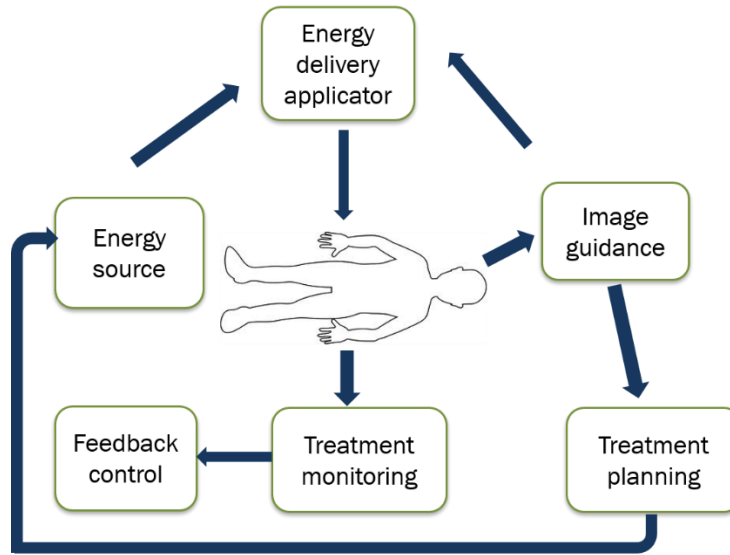 Energy
delivery
applicator
Energy
source
Image
guidance
Feedback
control
Treatment
monitoring
Treatment
planning